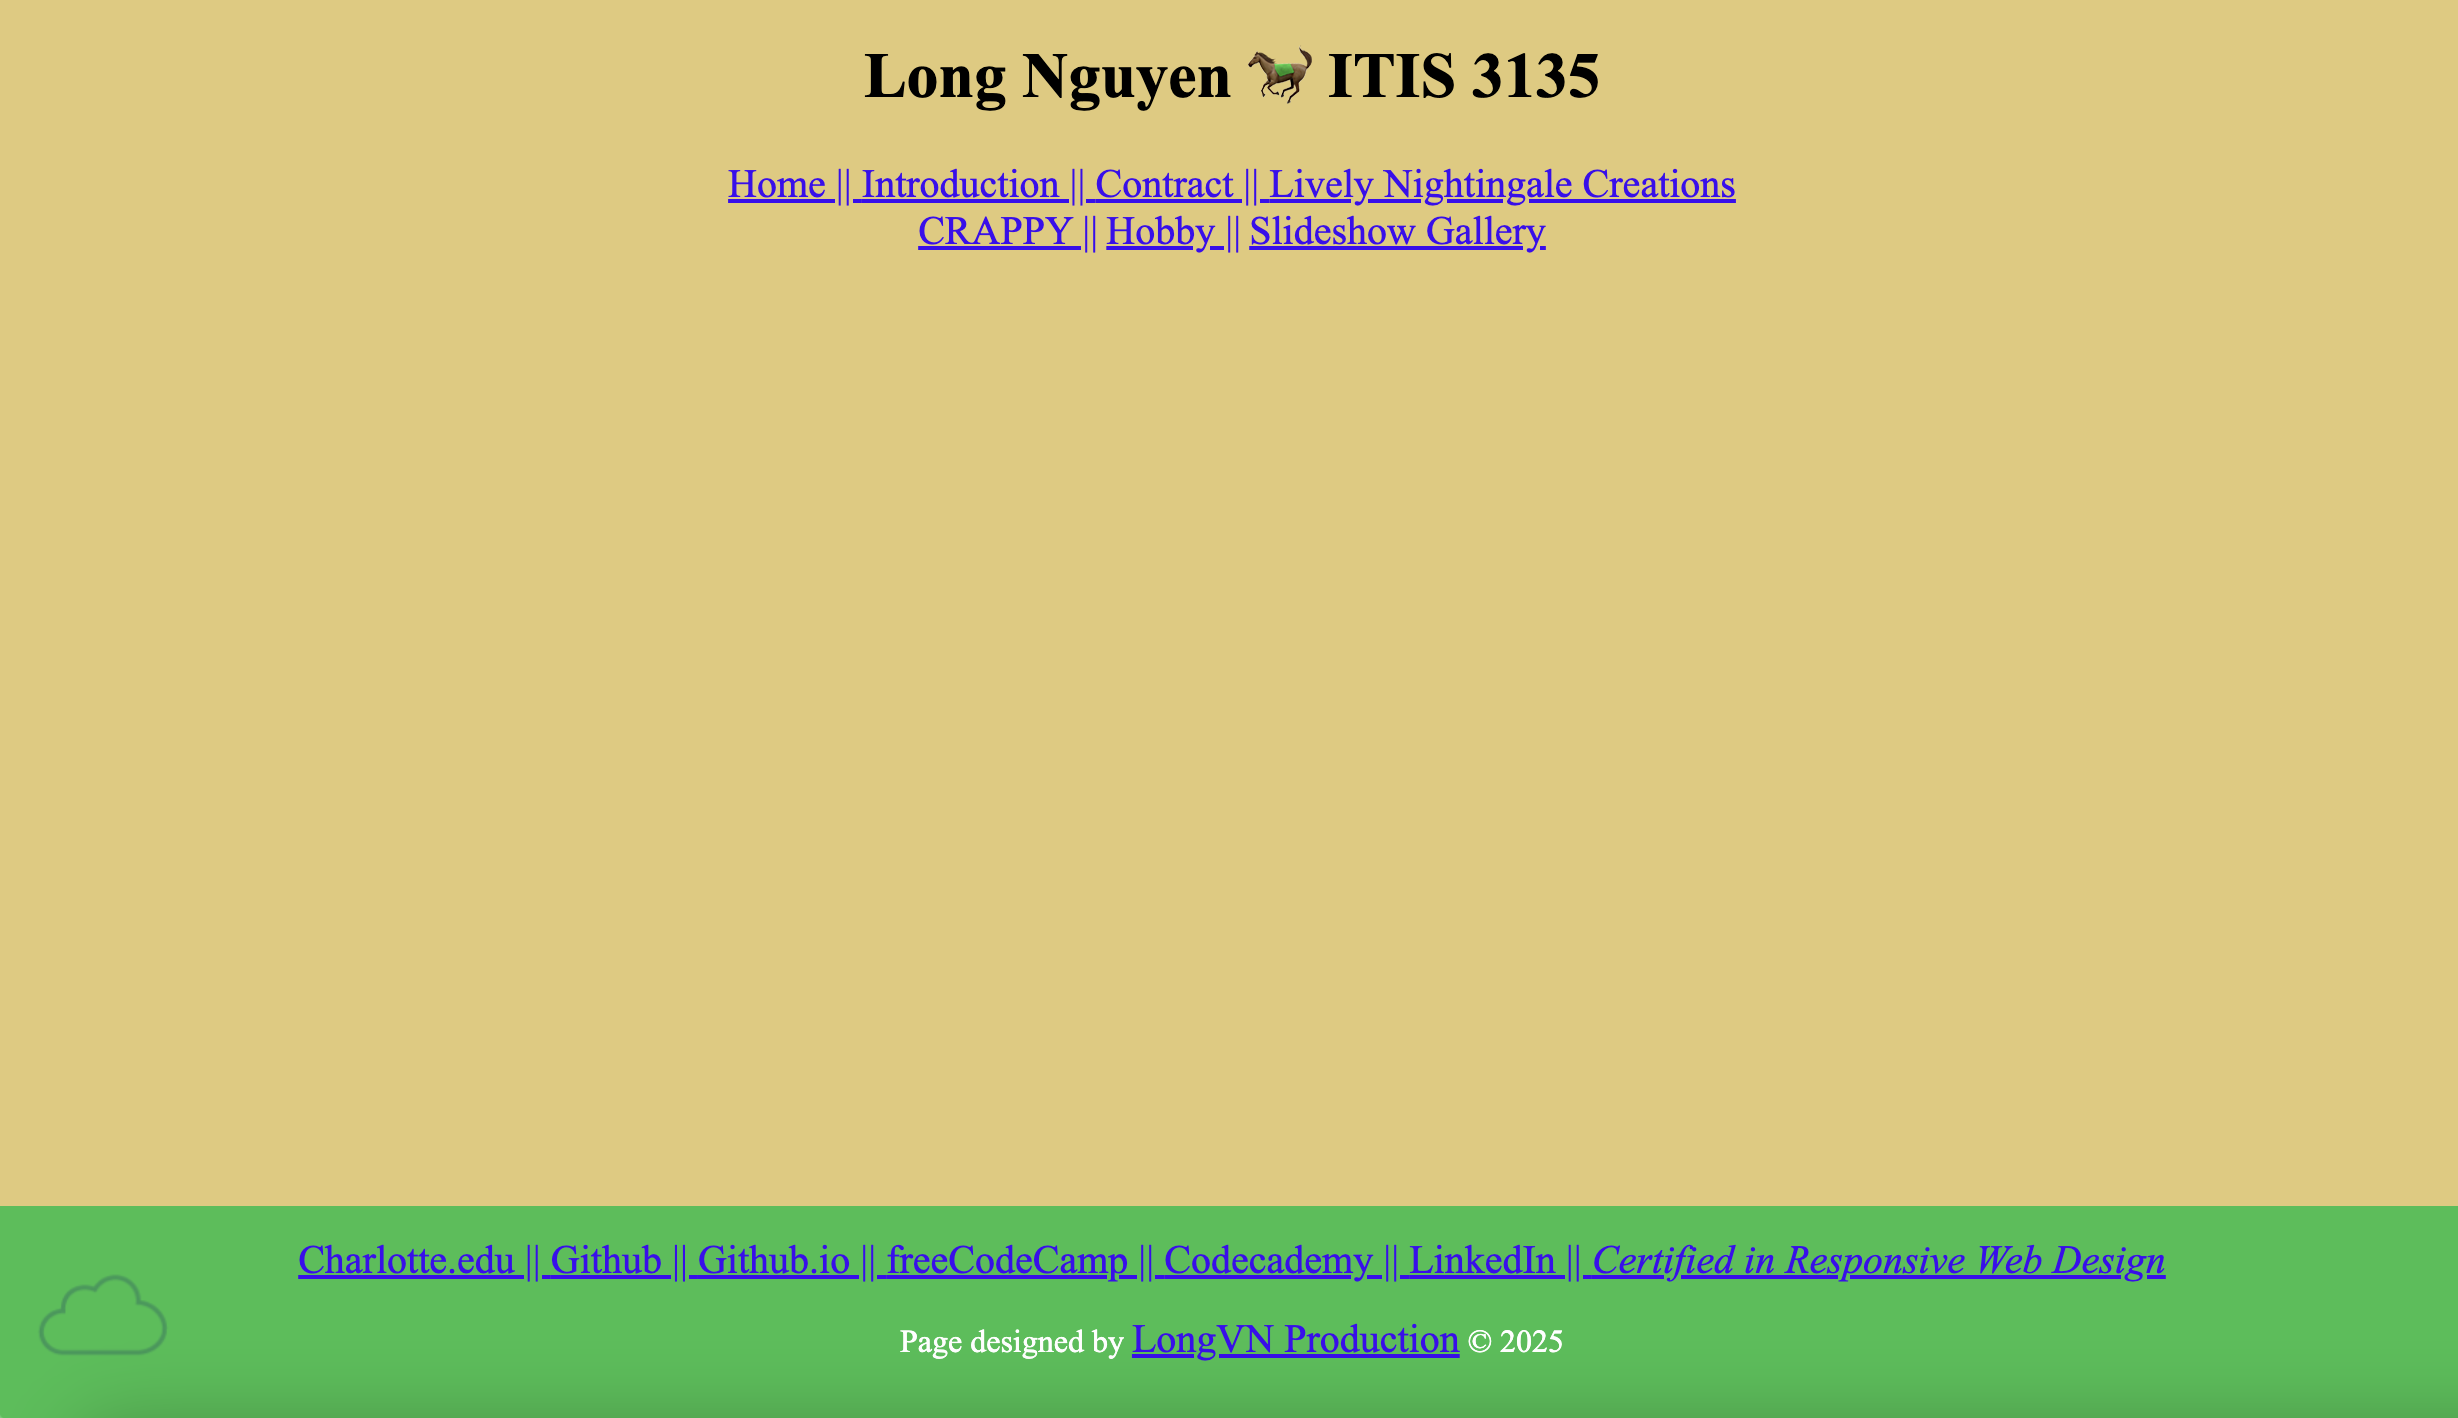 Long Nguyen 🐎 ITIS 3135
Home || Introduction || Contract || Lively Nightingale Creations
CRAPPY || Hobby || Slideshow Gallery
Charlotte.edu || Github || Github.io || freeCodeCamp || Codecademy || LinkedIn || Certified in Responsive Web Design
Page designed by LongVN Production © 2025